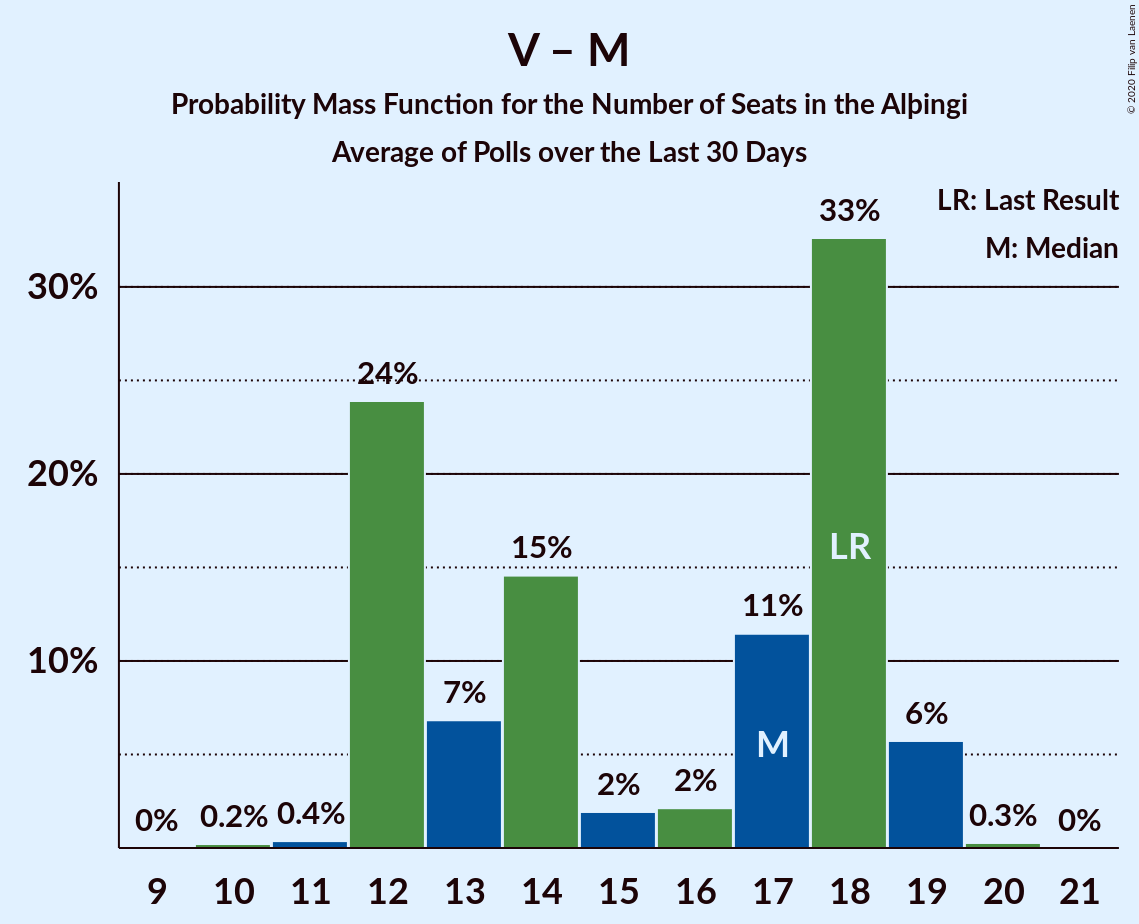 V – M
Probability Mass Function for the Number of Seats in the Alþingi
Average of Polls over the Last 30 Days
© 2020 Filip van Laenen
LR: Last Result
M: Median
30%
20%
10%
0%
0.2%
0.4%
24%
7%
15%
2%
2%
11%
33%
6%
0.3%
0%
M
LR
9 10 11 12 13 14 15 16 17 18 19 20 21